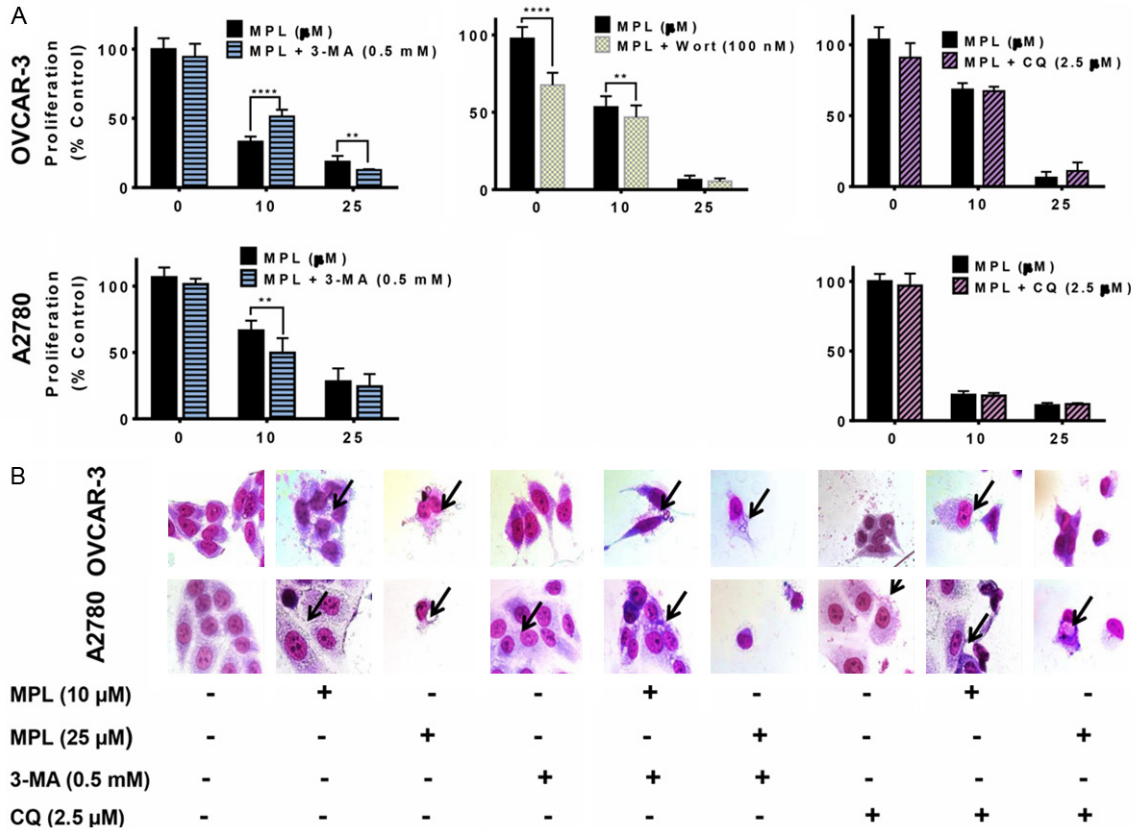 A
OVCAR-3
Proliferation
(% Control)
100
50
0
MPL (µM)
MPL + 3-MA (0.5 mM)
****
**
0 10 25
100
50
0
MPL (µM)
MPL + Wort (100 nM)
****
**
0 10 25
100
50
0
MPL (µM)
MPL + CQ (2.5 µM)
0 10 25
A2780
Proliferation
(% Control)
100
50
0
MPL (µM)
MPL + 3-MA (0.5 mM)
**
0 10 25
100
50
0
MPL (µM)
MPL + CQ (2.5 µM)
0 10 25
B
OVCAR-3
A2780
MPL (10 µM) - + - - + - - + -
MPL (25 µM) - - + - - + - - +
3-MA (0.5 mM) - - - + + + - - -
CQ (2.5 µM) - - - - - - + + +